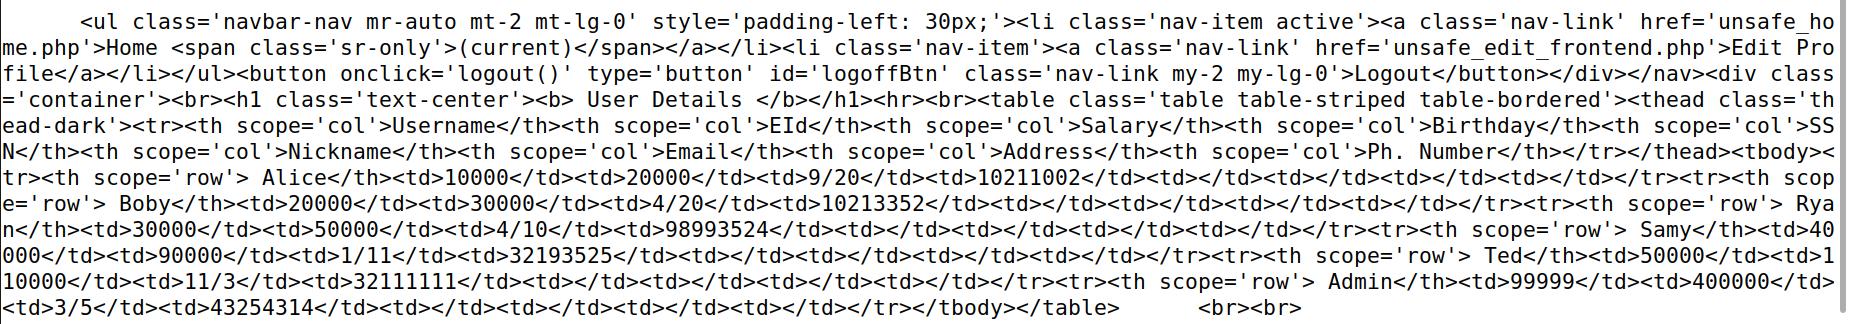 <ul class='navbar-nav mr-auto mt-2 mt-lg-0' style='padding-left: 30px;'><li class='nav-item active'><a class='nav-link' href='unsafe_ho
me.php'>Home <span class='sr-only'>(current)</span></a></li><li class='nav-item'><a class='nav-link' href='unsafe_edit_frontend.php'>Edit Pro
file</a></li></ul><button onclick='logout()' type='button' id='logoffBtn' class='nav-link my-2 my-lg-0'>Logout</button></div></nav><div class
='container'><br><h1 class='text-center'><b> User Details </b></h1><hr><br><table class='table table-striped table-bordered'><thead class='th
ead-dark'><tr><th scope='col'>Username</th><th scope='col'>EId</th><th scope='col'>Salary</th><th scope='col'>Birthday</th><th scope='col'>SS
N</th><th scope='col'>Nickname</th><th scope='col'>Email</th><th scope='col'>Address</th><th scope='col'>Ph. Number</th></tr></thead><tbody><
tr><th scope='row'> Alice</th><td>10000</td><td>20000</td><td>9/20</td><td>10211002</td><td></td><td></td><td></td><td></td></tr><tr><th scop
e='row'> Boby</th><td>20000</td><td>30000</td><td>4/20</td><td>10213352</td><td></td><td></td><td></td><td></td></tr><tr><th scope='row'> Rya
n</th><td>30000</td><td>50000</td><td>4/10</td><td>98993524</td><td></td><td></td><td></td><td></td></tr><tr><th scope='row'> Samy</th><td>40
000</td><td>90000</td><td>1/11</td><td>32193525</td><td></td><td></td><td></td><td></td></tr><tr><th scope='row'> Ted</th><td>50000</td><td>1
10000</td><td>11/3</td><td>32111111</td><td></td><td></td><td></td><td></td></tr><tr><th scope='row'> Admin</th><td>99999</td><td>400000</td>
<td>3/5</td><td>43254314</td><td></td><td></td><td></td><td></td></tr></tbody></table>      <br><br>